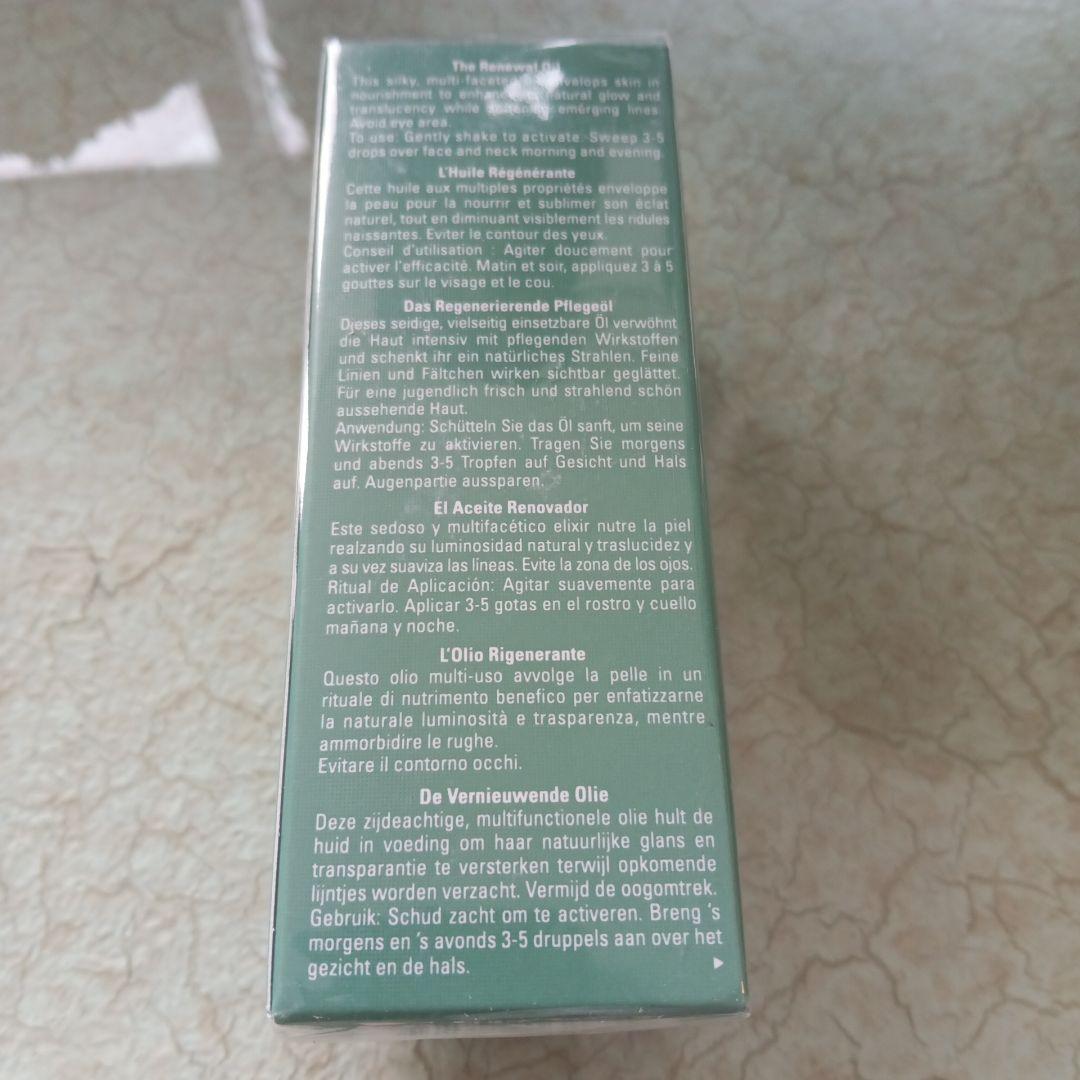 The Renewal Oil
This silky, multi-faceted envelops skin in
nourishment to enhance natural glow and
translucency while softening emerging lines.
Avoid eye area.
To use: Gently shake to activate. Sweep 3-5
drops over face and neck morning and evening.
L'Huile Régénérante
Cette huile aux multiples propriétés enveloppe
la peau pour la nourrir et sublimer son éclat
naturel, tout en diminuant visiblement les ridules
naissantes. Eviter le contour des yeux.
Conseil d'utilisation : Agiter doucement pour
activer l'efficacité. Matin et soir, appliquez 3 à 5
gouttes sur le visage et le cou.
Das Regenerierende Pflegeöl
Dieses seidige, vielseitig einsetzbare Öl verwöhnt
die Haut intensiv mit pflegenden Wirkstoffen
und schenkt ihr ein natürliches Strahlen. Feine
Linien und Fältchen wirken sichtbar geglättet.
Für eine jugendlich frisch und strahlend schön
aussehende Haut.
Anwendung: Schütteln Sie das Öl sanft, um seine
Wirkstoffe zu aktivieren. Tragen Sie morgens
und abends 3-5 Tropfen auf Gesicht und Hals
auf. Augenpartie aussparen.
El Aceite Renovador
Este sedoso y multifacético elixir nutre la piel
realzando su luminosidad natural y traslucidez y
a su vez suaviza las líneas. Evite la zona de los ojos.
Ritual de Aplicación: Agitar suavemente para
activarlo. Aplicar 3-5 gotas en el rostro y cuello
mañana y noche.
L'Olio Rigenerante
Questo olio multi-uso avvolge la pelle in un
rituale di nutrimento benefico per enfatizzarne
la naturale luminosità e trasparenza, mentre
ammorbidire le rughe.
Evitare il contorno occhi.
De Vernieuwende Olie
Deze zijdeachtige, multifunctionele olie hult de
huid in voeding om haar natuurlijke glans en
transparantie te versterken terwijl opkomende
lijntjes worden verzacht. Vermijd de oogomtrek.
Gebruik: Schud zacht om te activeren. Breng 's
morgens en 's avonds 3-5 druppels aan over het
gezicht en de hals.